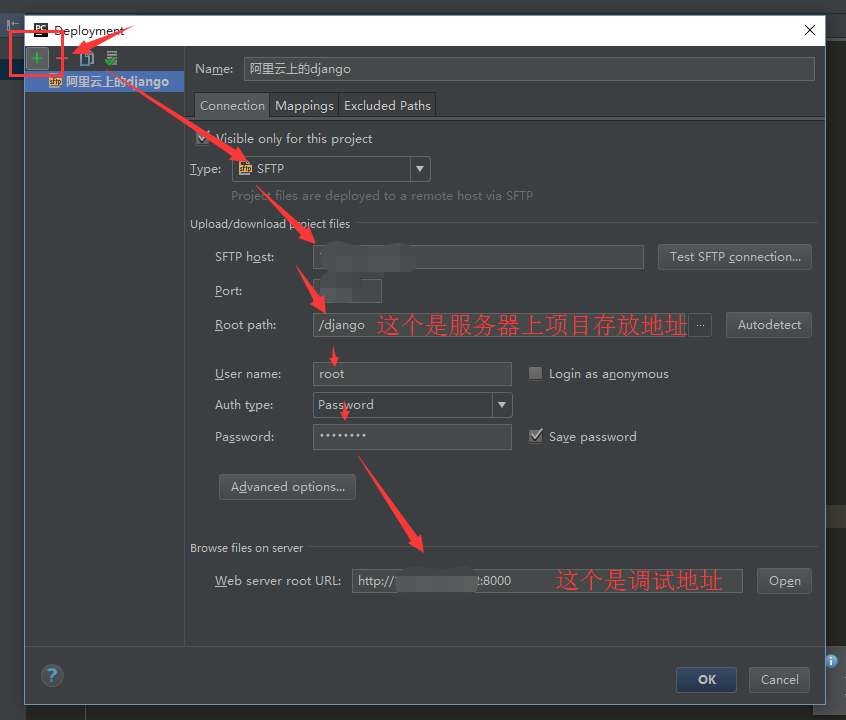 Deployment
阿里云上的django
Name: 阿里云上的django
Connection Mappings Excluded Paths
Visible only for this project
Type: SFTP
Project files are deployed to a remote host via SFTP
Upload/download project files
SFTP host: Test SFTP connection...
Port:
Root path: /django 这个是服务器上项目存放地址 ... Autodetect
User name: root Login as anonymous
Auth type: Password
Password: •••••••• Save password
Advanced options...
Browse files on server
Web server root URL: http:// :8000 这个是调试地址 Open
? OK Cancel